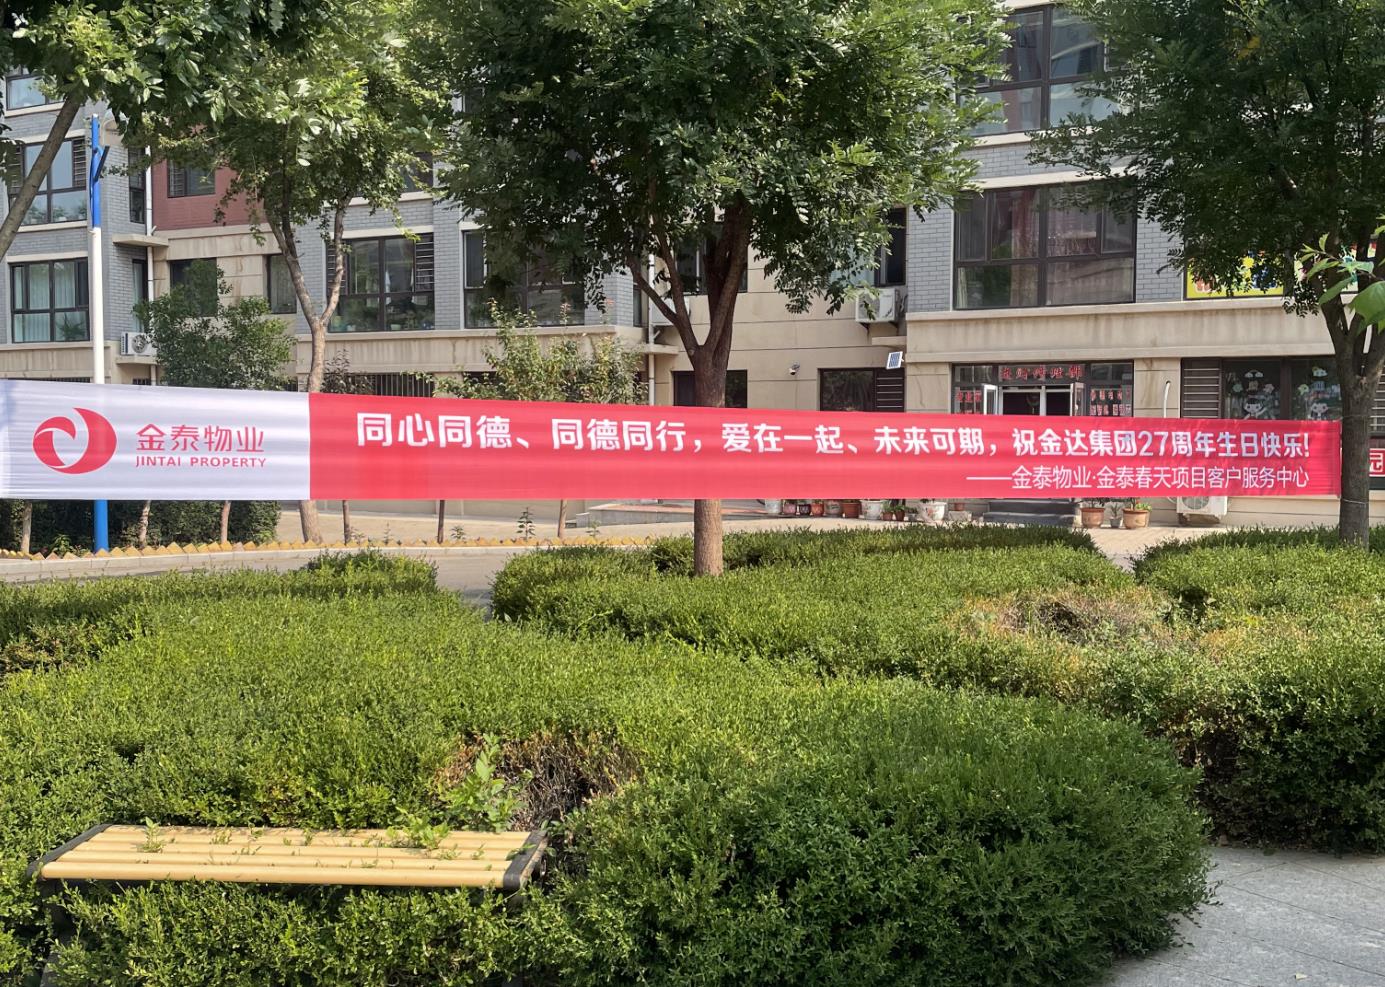 金泰物业
JINTAI PROPERTY
同心同德、同德同行，爱在一起、未来可期，祝金达集团27周年生日快乐！
——金泰物业·金泰春天项目客户服务中心
园